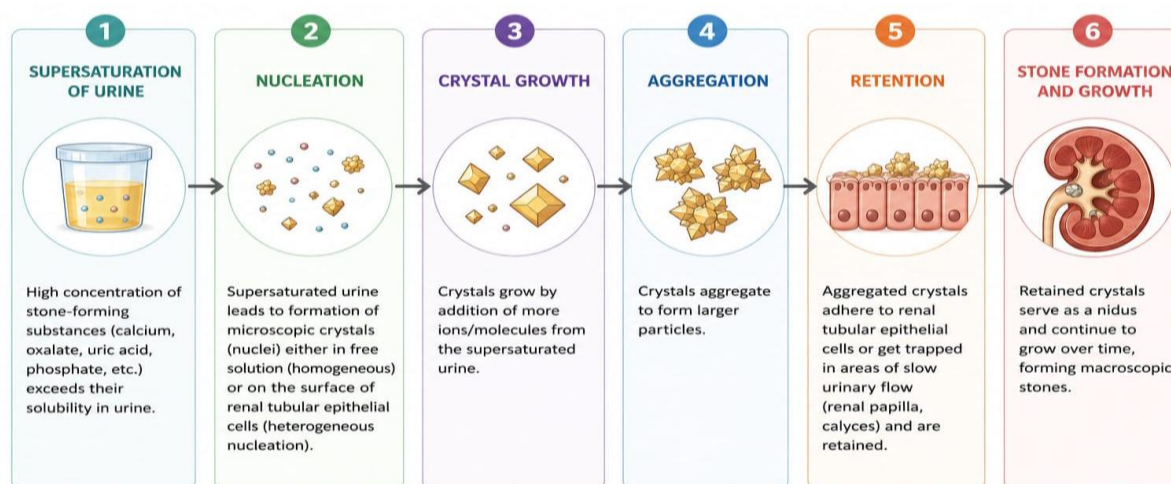 1
SUPERSATURATION
OF URINE
High concentration of
stone-forming
substances (calcium,
oxalate, uric acid,
phosphate, etc.)
exceeds their
solubility in urine.
2
NUCLEATION
Supersaturated urine
leads to formation of
microscopic crystals
(nuclei) either in free
solution (homogeneous)
or on the surface of
renal tubular epithelial
cells (heterogeneous
nucleation).
3
CRYSTAL GROWTH
Crystals grow by
addition of more
ions/molecules from
the supersaturated
urine.
4
AGGREGATION
Crystals aggregate
to form larger
particles.
5
RETENTION
Aggregated crystals
adhere to renal
tubular epithelial
cells or get trapped
in areas of slow
urinary flow
(renal papilla,
calyces) and are
retained.
6
STONE FORMATION
AND GROWTH
Retained crystals
serve as a nidus
and continue to
grow over time,
forming macroscopic
stones.